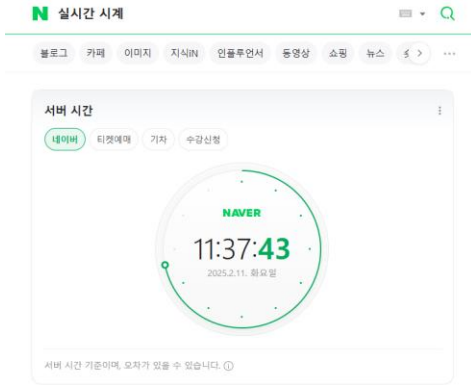 N 실시간 시계
블로그 카페 이미지 지식iN 인플루언서 동영상 쇼핑 뉴스
서버 시간
네이버 티켓예매 기차 수강신청
NAVER
11:37:43
2025.2.11. 화요일
서버 시간 기준이며, 오차가 있을 수 있습니다.